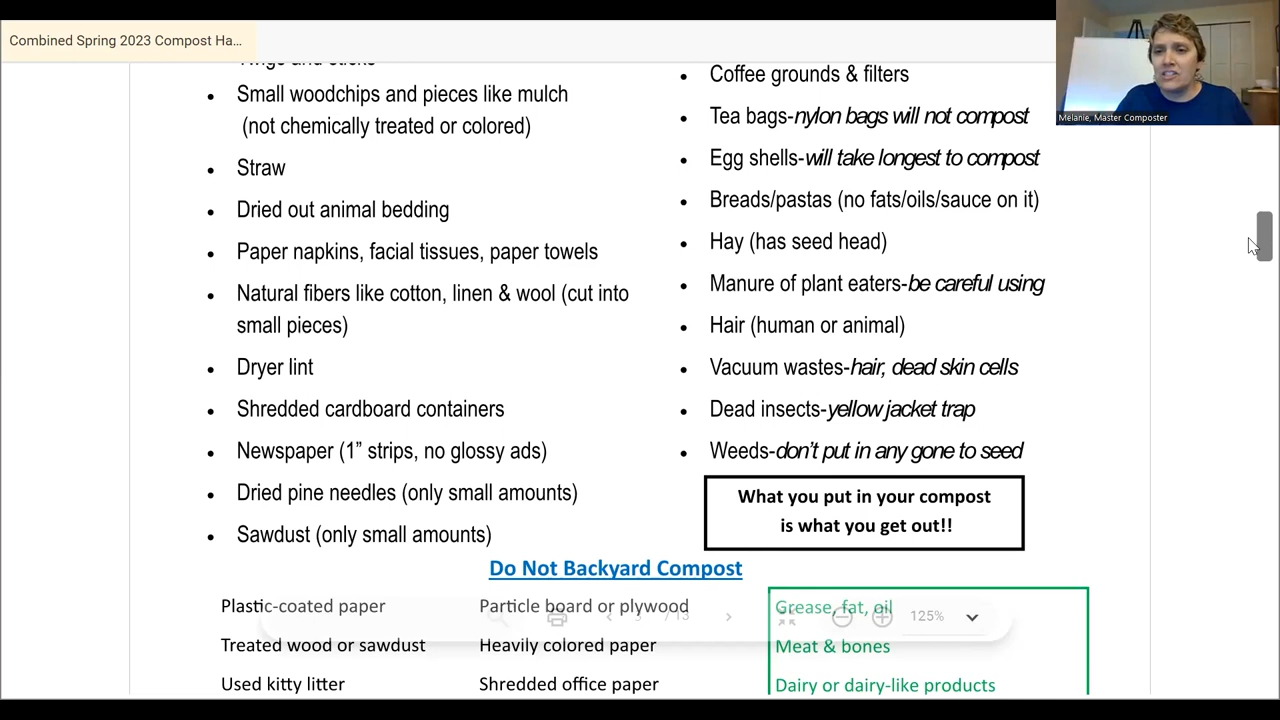 Combined Spring 2023 Compost Ha...
Melanie, Master Composter
Twigs and sticks
• Small woodchips and pieces like mulch
(not chemically treated or colored)
• Straw
• Dried out animal bedding
• Paper napkins, facial tissues, paper towels
• Natural fibers like cotton, linen & wool (cut into
small pieces)
• Dryer lint
• Shredded cardboard containers
• Newspaper (1” strips, no glossy ads)
• Dried pine needles (only small amounts)
• Sawdust (only small amounts)
• Coffee grounds & filters
• Tea bags-nylon bags will not compost
• Egg shells-will take longest to compost
• Breads/pastas (no fats/oils/sauce on it)
• Hay (has seed head)
• Manure of plant eaters-be careful using
• Hair (human or animal)
• Vacuum wastes-hair, dead skin cells
• Dead insects-yellow jacket trap
• Weeds-don’t put in any gone to seed
What you put in your compost
is what you get out!!
Do Not Backyard Compost
Plastic-coated paper
Treated wood or sawdust
Used kitty litter
Particle board or plywood
Heavily colored paper
Shredded office paper
Grease, fat, oil
Meat & bones
Dairy or dairy-like products
3 / 13
125%